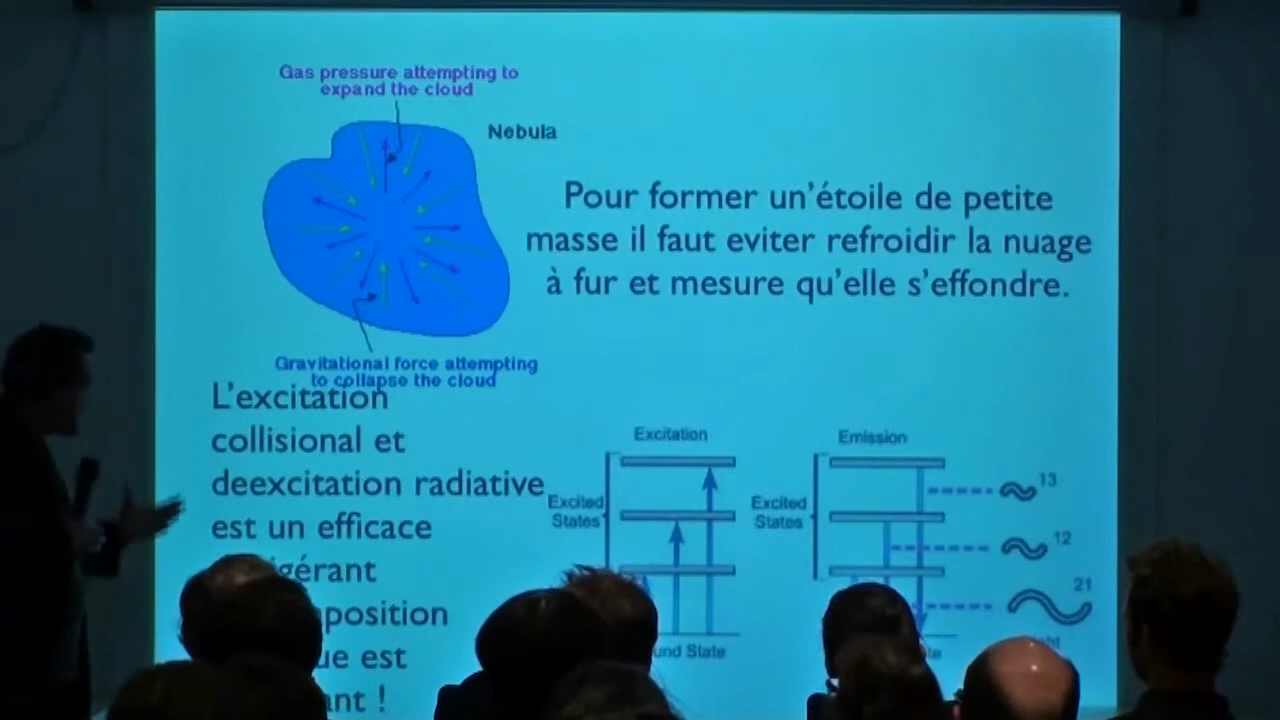 Gas pressure attempting to
expand the cloud
Nebula
Pour former un'étoile de petite
masse il faut eviter refroidir la nuage
à fur et mesure qu'elle s'effondre.
Gravitational force attempting
to collapse the cloud
L'excitation
collisional et
deexcitation radiative
est un efficace
Excitation
Excited
States
Emission
Excited
States
13
12
21
State